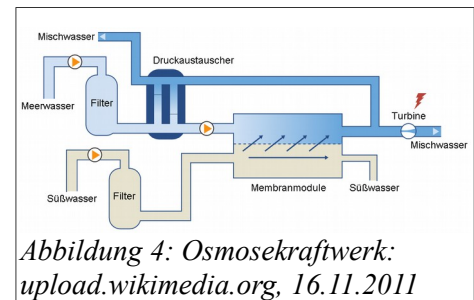 Mischwasser
Druckaustauscher
Meerwasser
Filter
Turbine
Mischwasser
Süßwasser
Filter
Membranmodule
Süßwasser
Abbildung 4: Osmosekraftwerk:
upload.wikimedia.org, 16.11.2011